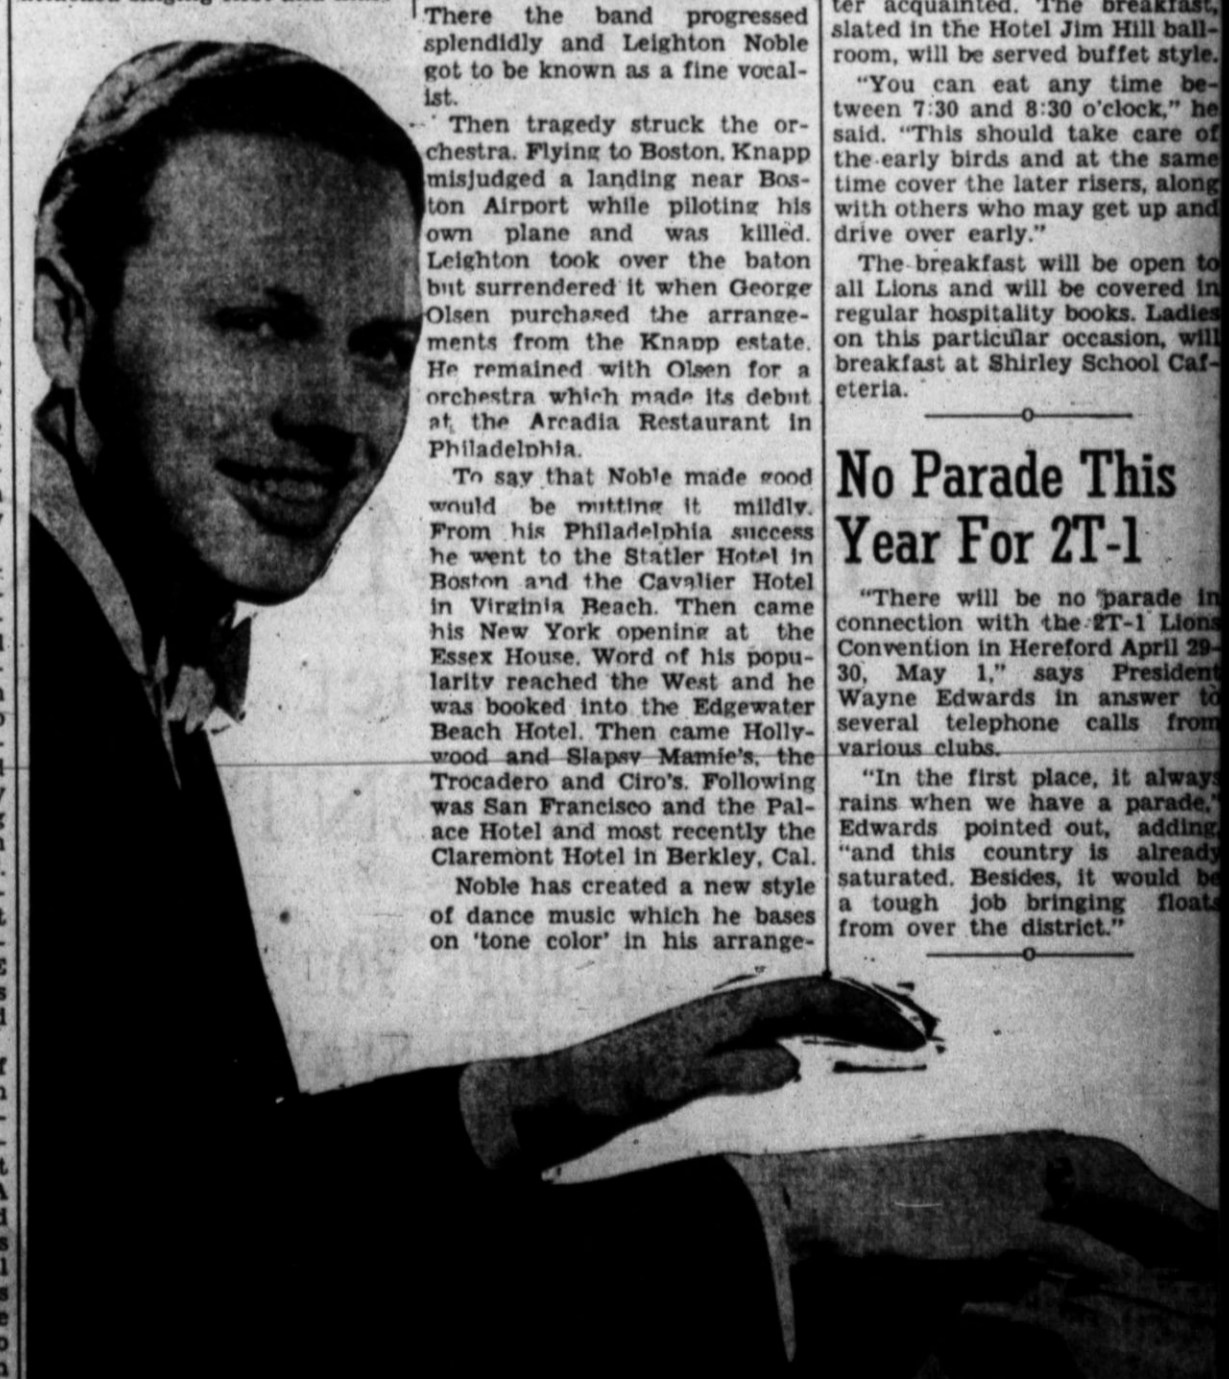 There the band progressed
splendidly and Leighton Noble
got to be known as a fine vocal-
ist.
Then tragedy struck the or-
chestra. Flying to Boston, Knapp
misjudged a landing near Bos-
ton Airport while piloting his
own plane and was killed.
Leighton took over the baton
but surrendered it when George
Olsen purchased the arrange-
ments from the Knapp estate.
He remained with Olsen for a
orchestra which made its debut
at the Arcadia Restaurant in
Philadelphia.
To say that Noble made good
would be putting it mildly.
From his Philadelphia success
he went to the Statler Hotel in
Boston and the Cavalier Hotel
in Virginia Beach. Then came
his New York opening at the
Essex House. Word of his popu-
larity reached the West and he
was booked into the Edgewater
Beach Hotel. Then came Holly-
wood and Slapsy Mamie's, the
Trocadero and Ciro's. Following
was San Francisco and the Pal-
ace Hotel and most recently the
Claremont Hotel in Berkley, Cal.
Noble has created a new style
of dance music which he bases
on 'tone color' in his arrange-
ter acquainted. The breakfast,
slated in the Hotel Jim Hill ball-
room, will be served buffet style.
"You can eat any time be-
tween 7:30 and 8:30 o'clock," he
said. "This should take care of
the early birds and at the same
time cover the later risers, along
with others who may get up and
drive over early."
The breakfast will be open to
all Lions and will be covered in
regular hospitality books. Ladies
on this particular occasion, will
breakfast at Shirley School Caf-
eteria.
No Parade This
Year For 2T-1
"There will be no parade in
connection with the 2T-1 Lions
Convention in Hereford April 29-
30, May 1," says President
Wayne Edwards in answer to
several telephone calls from
various clubs.
"In the first place, it always
rains when we have a parade,"
Edwards pointed out, adding,
"and this country is already
saturated. Besides, it would be
a tough job bringing floats
from over the district."